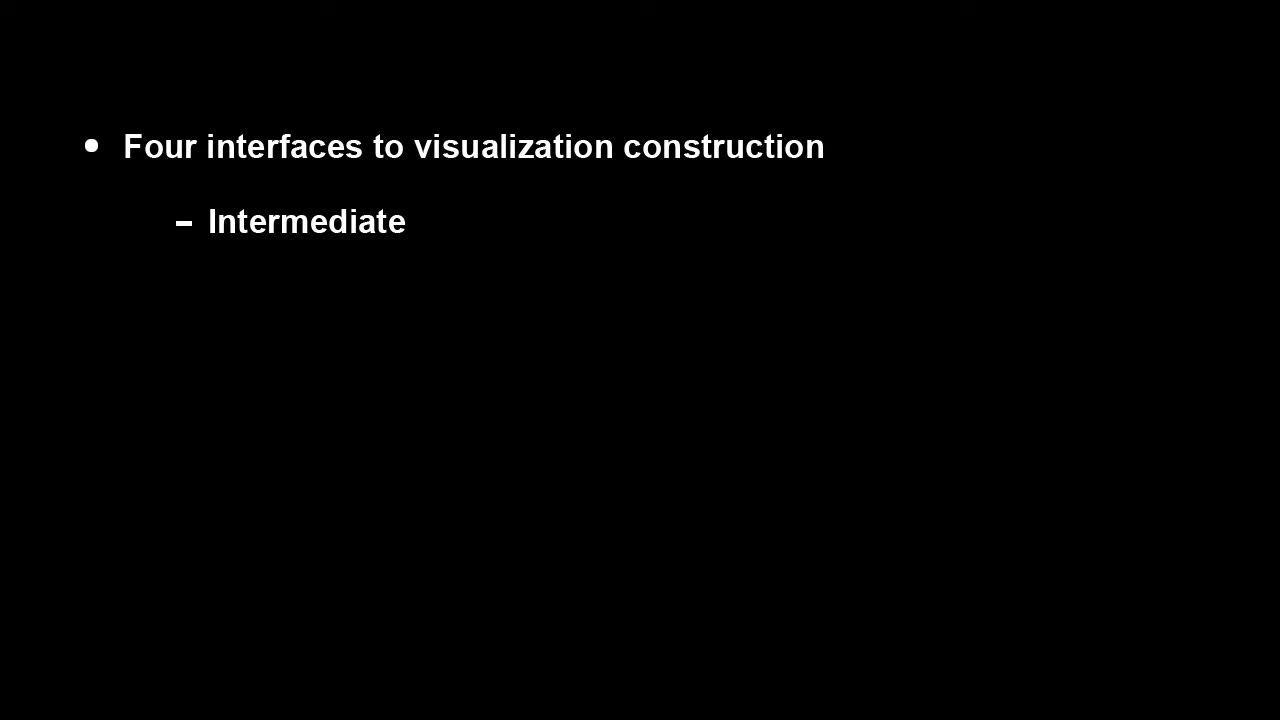 • Four interfaces to visualization construction
– Intermediate